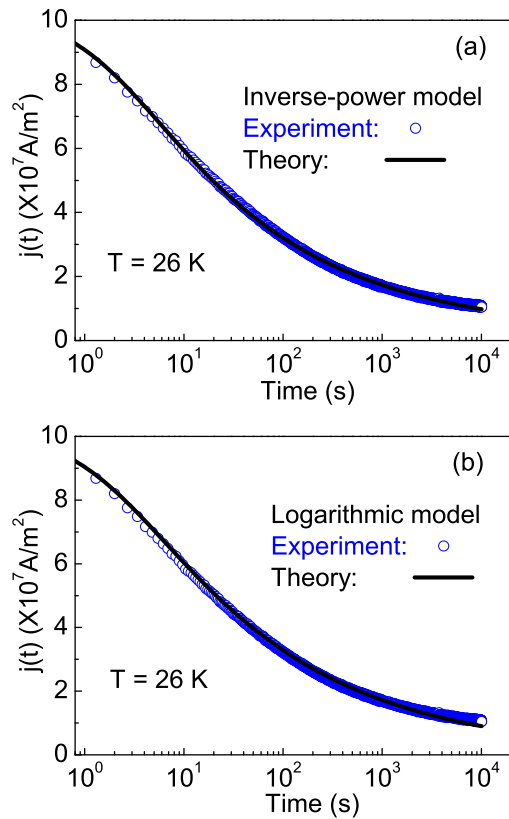 (a)
Inverse-power model
Experiment:
Theory:
T = 26 K
j(t) (X10⁷A/m²)
10
8
6
4
2
0
10⁰ 10¹ 10² 10³ 10⁴
Time (s)
(b)
Logarithmic model
Experiment:
Theory:
T = 26 K
j(t) (X10⁷A/m²)
10
8
6
4
2
0
10⁰ 10¹ 10² 10³ 10⁴
Time (s)